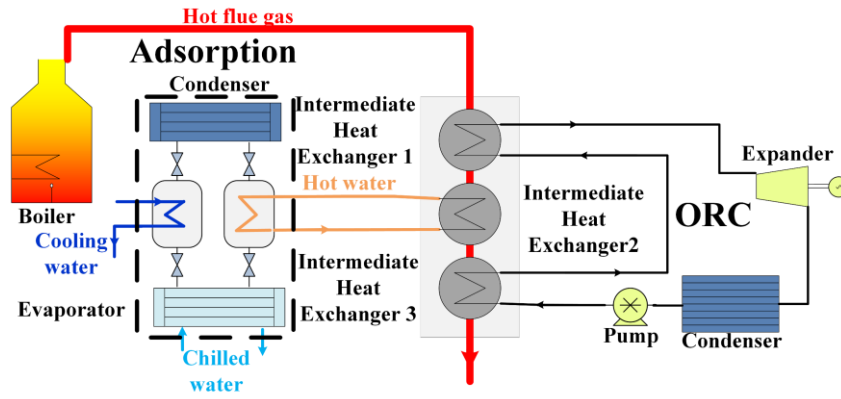 Hot flue gas
Adsorption
Condenser
Intermediate
Heat
Exchanger 1
Hot water
Boiler
Cooling
water
Evaporator
Intermediate
Heat
Exchanger 3
Chilled
water
Intermediate
Heat
Exchanger2
Expander
ORC
Pump
Condenser